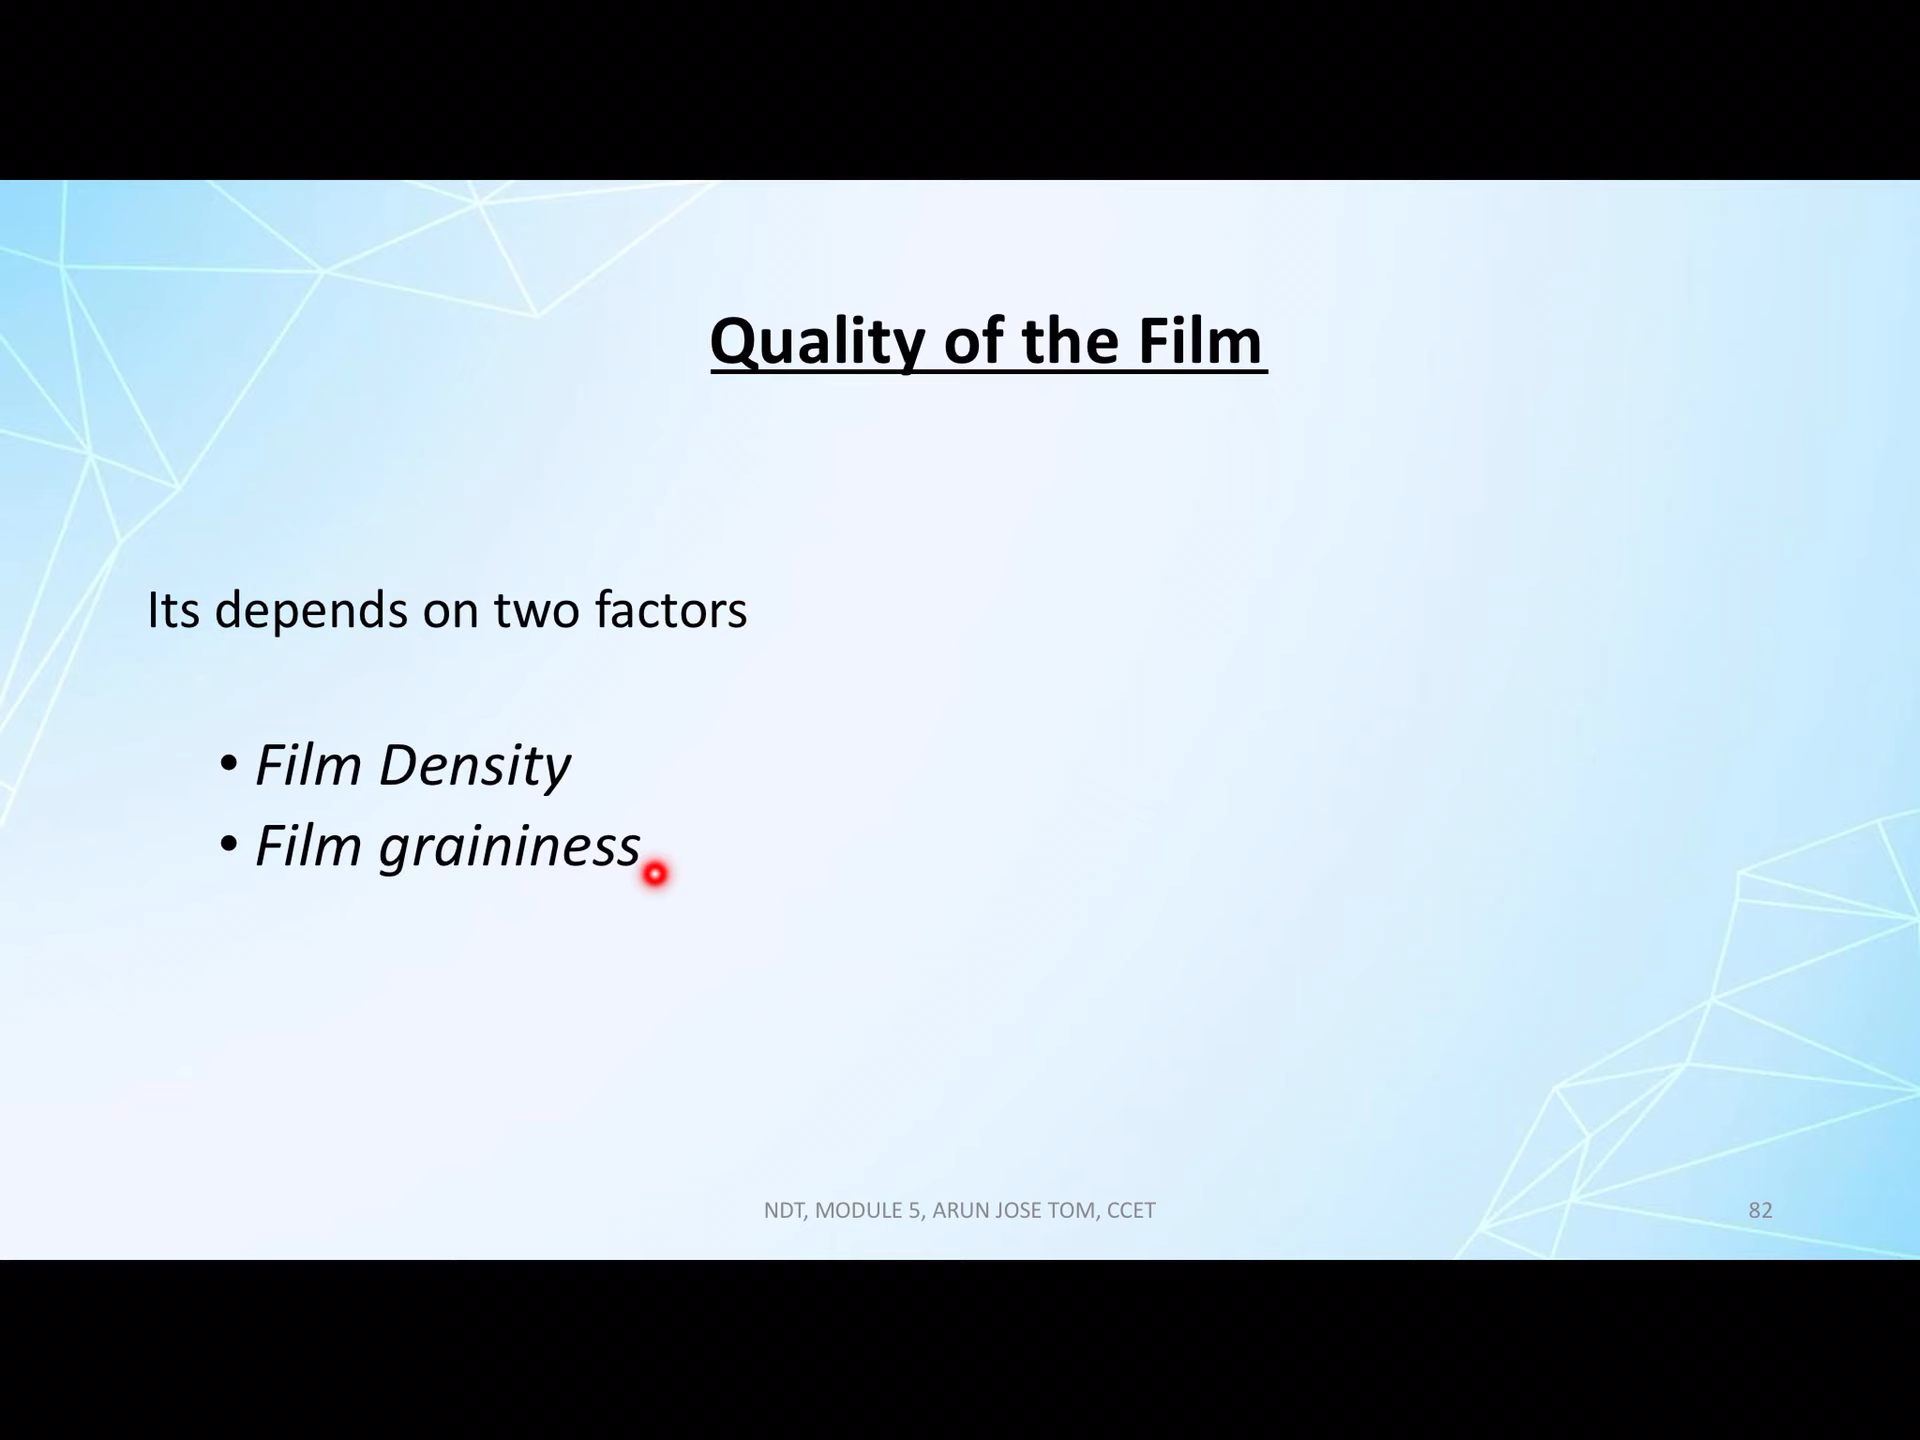 Quality of the Film
Its depends on two factors
• Film Density
• Film graininess
NDT, MODULE 5, ARUN JOSE TOM, CCET
82